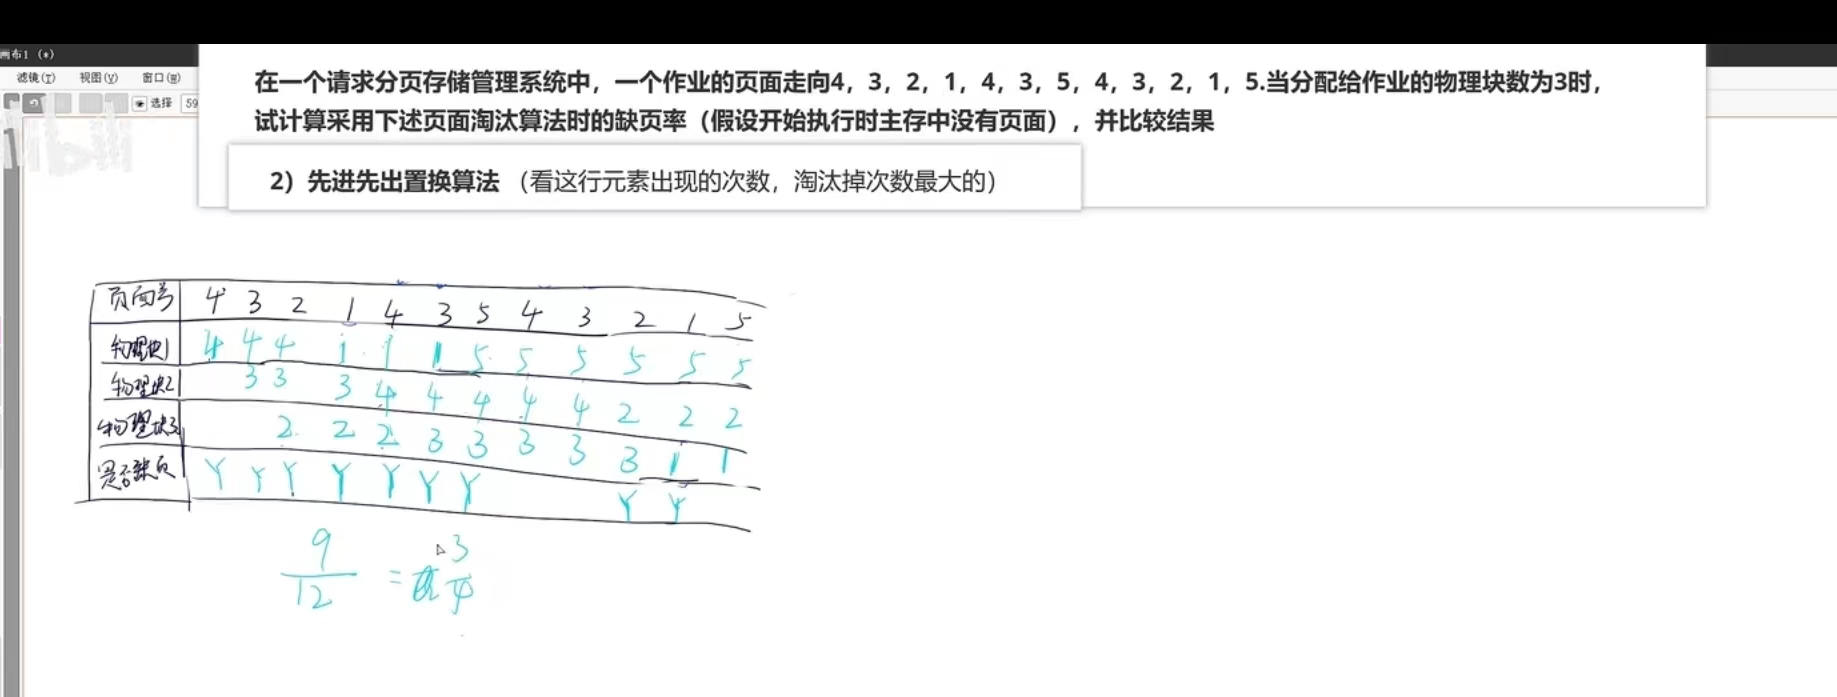 画布1 (*)
滤镜(T) 视图(V) 窗口(W)
选择 59
在一个请求分页存储管理系统中，一个作业的页面走向4，3，2，1，4，3，5，4，3，2，1，5.当分配给作业的物理块数为3时，
试计算采用下述页面淘汰算法时的缺页率（假设开始执行时主存中没有页面），并比较结果
2）先进先出置换算法 （看这行元素出现的次数，淘汰掉次数最大的）
页面号 4 3 2 1 4 3 5 4 3 2 1 5
物理块1 4 4 4 1 1 1 5 5 5 5 5 5
物理块2 3 3 3 4 4 4 4 4 2 2 2
物理块3 2 2 2 3 3 3 3 3 1 1
是否缺页 Y Y Y Y Y Y Y Y Y
9
12
=
3
4